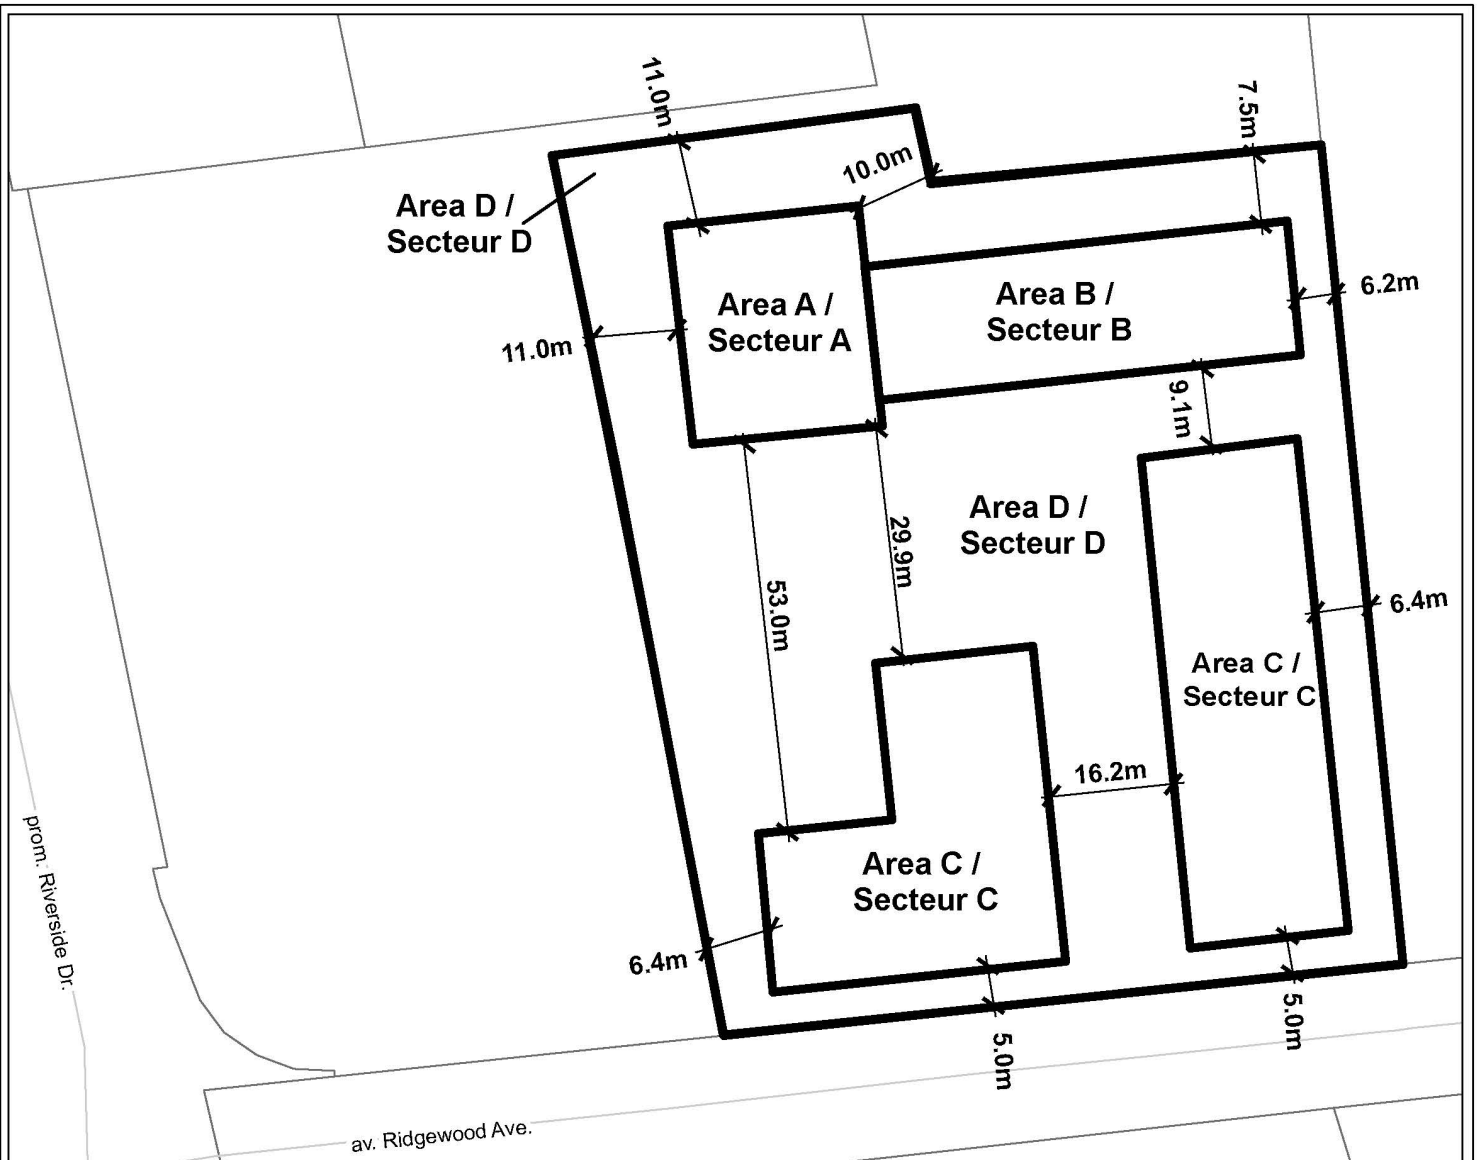 11.0m
7.5m
10.0m
Area D /
Secteur D
Area A /
Secteur A
Area B /
Secteur B
6.2m
11.0m
9.1m
Area D /
Secteur D
29.9m
53.0m
6.4m
Area C /
Secteur C
16.2m
Area C /
Secteur C
6.4m
5.0m
5.0m
prom. Riverside Dr.
av. Ridgewood Ave.